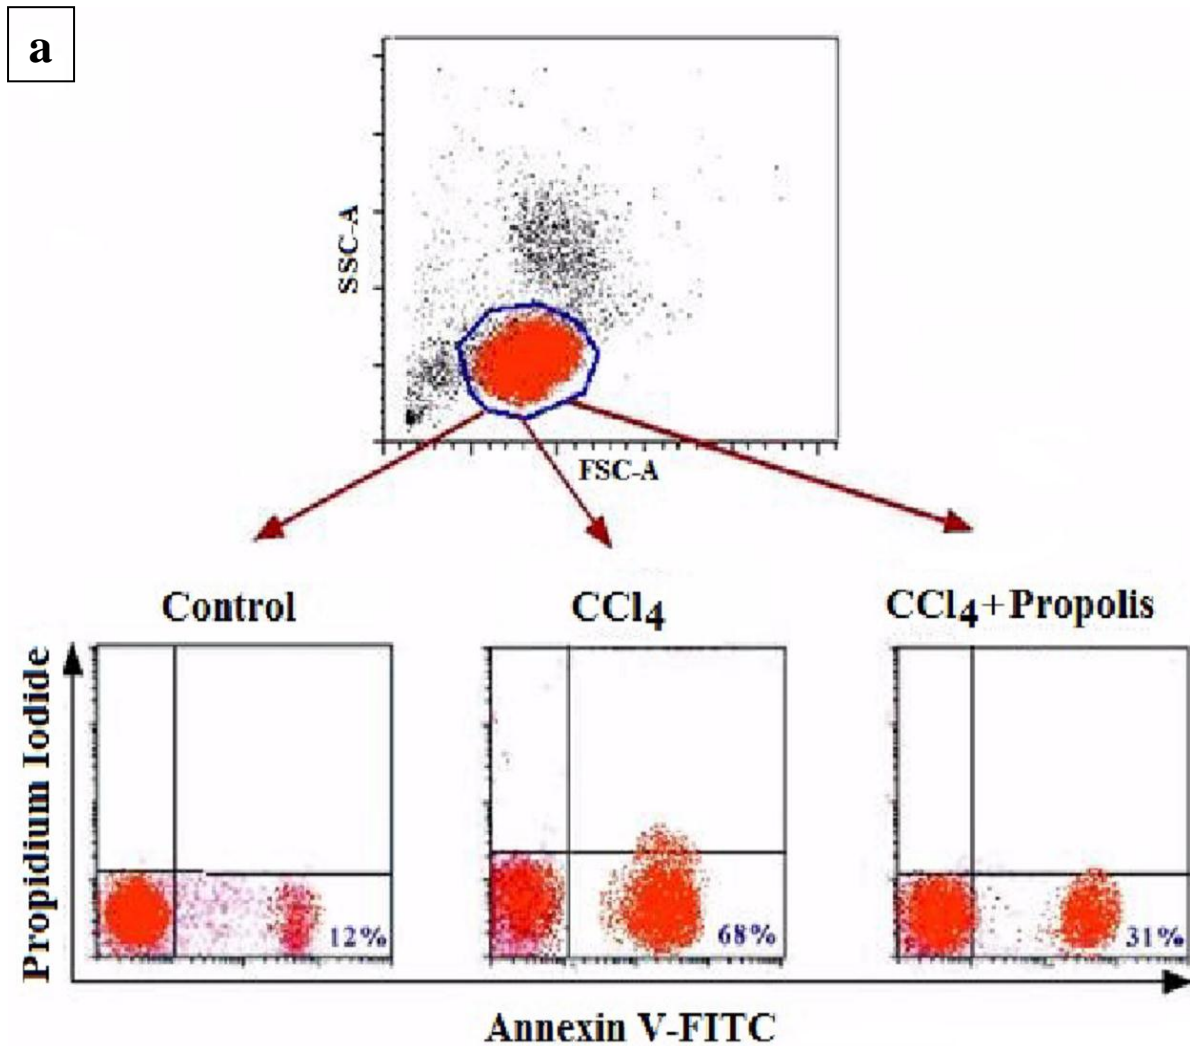 a
SSC-A
FSC-A
Control
CCl4
CCl4+Propolis
Propidium Iodide
12%
68%
31%
Annexin V-FITC